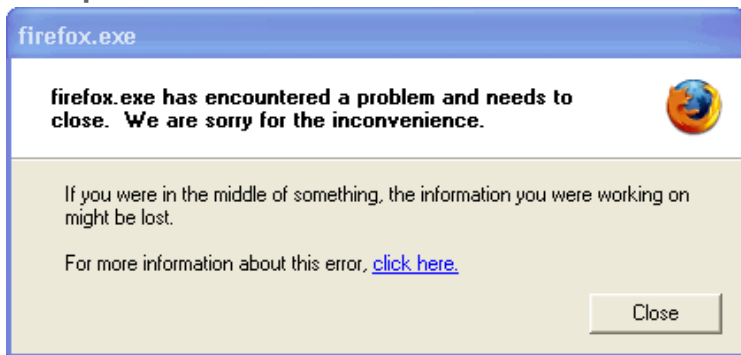 firefox.exe
firefox.exe has encountered a problem and needs to
close.  We are sorry for the inconvenience.
If you were in the middle of something, the information you were working on
might be lost.
For more information about this error, click here.
Close